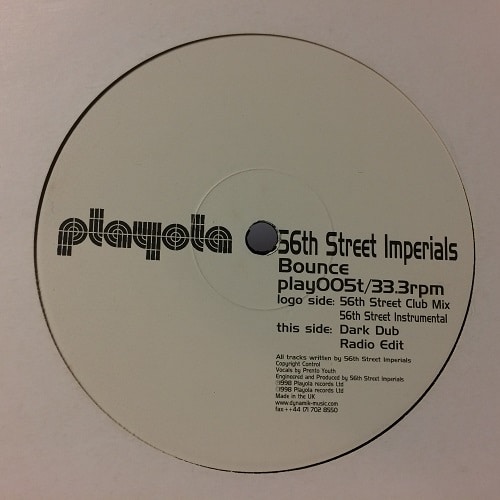 playola
56th Street Imperials
Bounce
play005t/33.3rpm
logo side: 56th Street Club Mix
56th Street Instrumental
this side: Dark Dub
Radio Edit
All tracks written by 56th Street Imperials
Copyright Control
Vocals by Presto Youth
Engineered and Produced by 56th Street Imperials
℗1998 Playola records Ltd
©1998 Playola records Ltd
Made in the UK
www.dynamik-music.com
fax ++44 (7) 702 8550